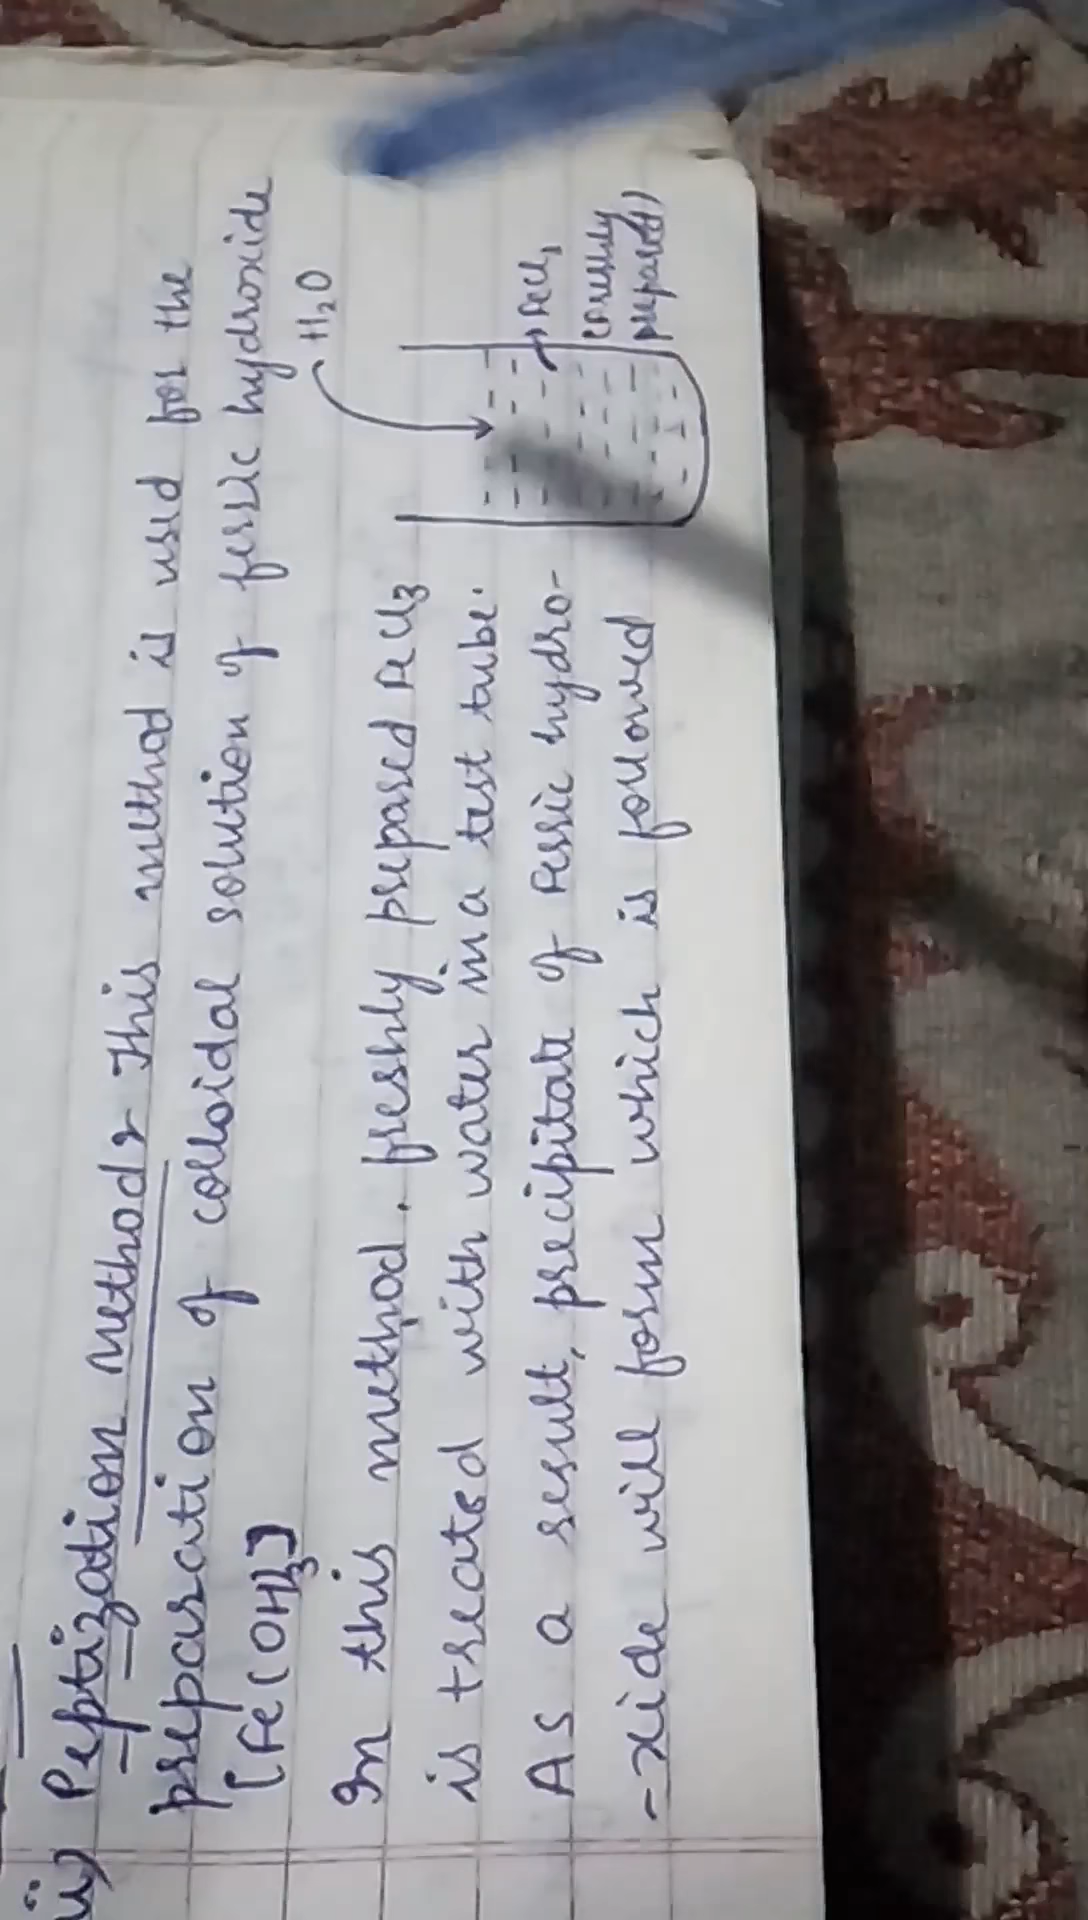 ii) Peptization Method :- This method is used for the
preparation of colloidal solution of ferric hydroxide
[Fe(OH)3]
H2O
In this method, freshly prepared FeCl3
is treated with water in a test tube.
As a result, precipitate of Ferric hydro-
-xide will form which is followed
FeCl3
(freshly
prepared)